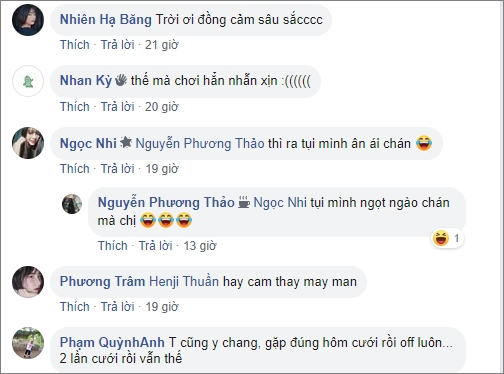 Nhiên Hạ Băng Trời ơi đồng cảm sâu sắcccc
Thích · Trả lời · 21 giờ
Nhan Kỳ thế mà chơi hẳn nhẫn xịn :((((((
Thích · Trả lời · 20 giờ
Ngọc Nhi Nguyễn Phương Thảo thì ra tụi mình ân ái chán 😂
Thích · Trả lời · 19 giờ
Nguyễn Phương Thảo Ngọc Nhi tụi mình ngọt ngào chán
mà chị 😂😂😂
1
Thích · Trả lời · 13 giờ
Phương Trâm Henji Thuần hay cam thay may man
Thích · Trả lời · 19 giờ
Phạm QuỳnhAnh T cũng y chang, gặp đúng hôm cưới rồi off luôn...
2 lần cưới rồi vẫn thế